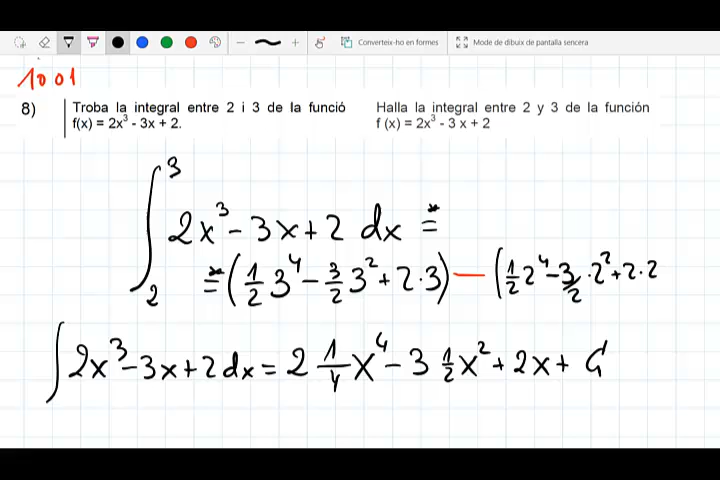 Converteix-ho en formes Mode de dibuix de pantalla sencera
1001
8) Troba la integral entre 2 i 3 de la funció
f(x) = 2x³ - 3x + 2.
Halla la integral entre 2 y 3 de la función
f (x) = 2x³ - 3 x + 2
∫₂³ 2x³ - 3x + 2 dx =*
=* (1/2 3⁴ - 3/2 3² + 2·3) — (1/2 2⁴ - 3/2 · 2² + 2·2
∫ 2x³ - 3x + 2 dx = 2 1/4 x⁴ - 3 1/2 x² + 2x + C